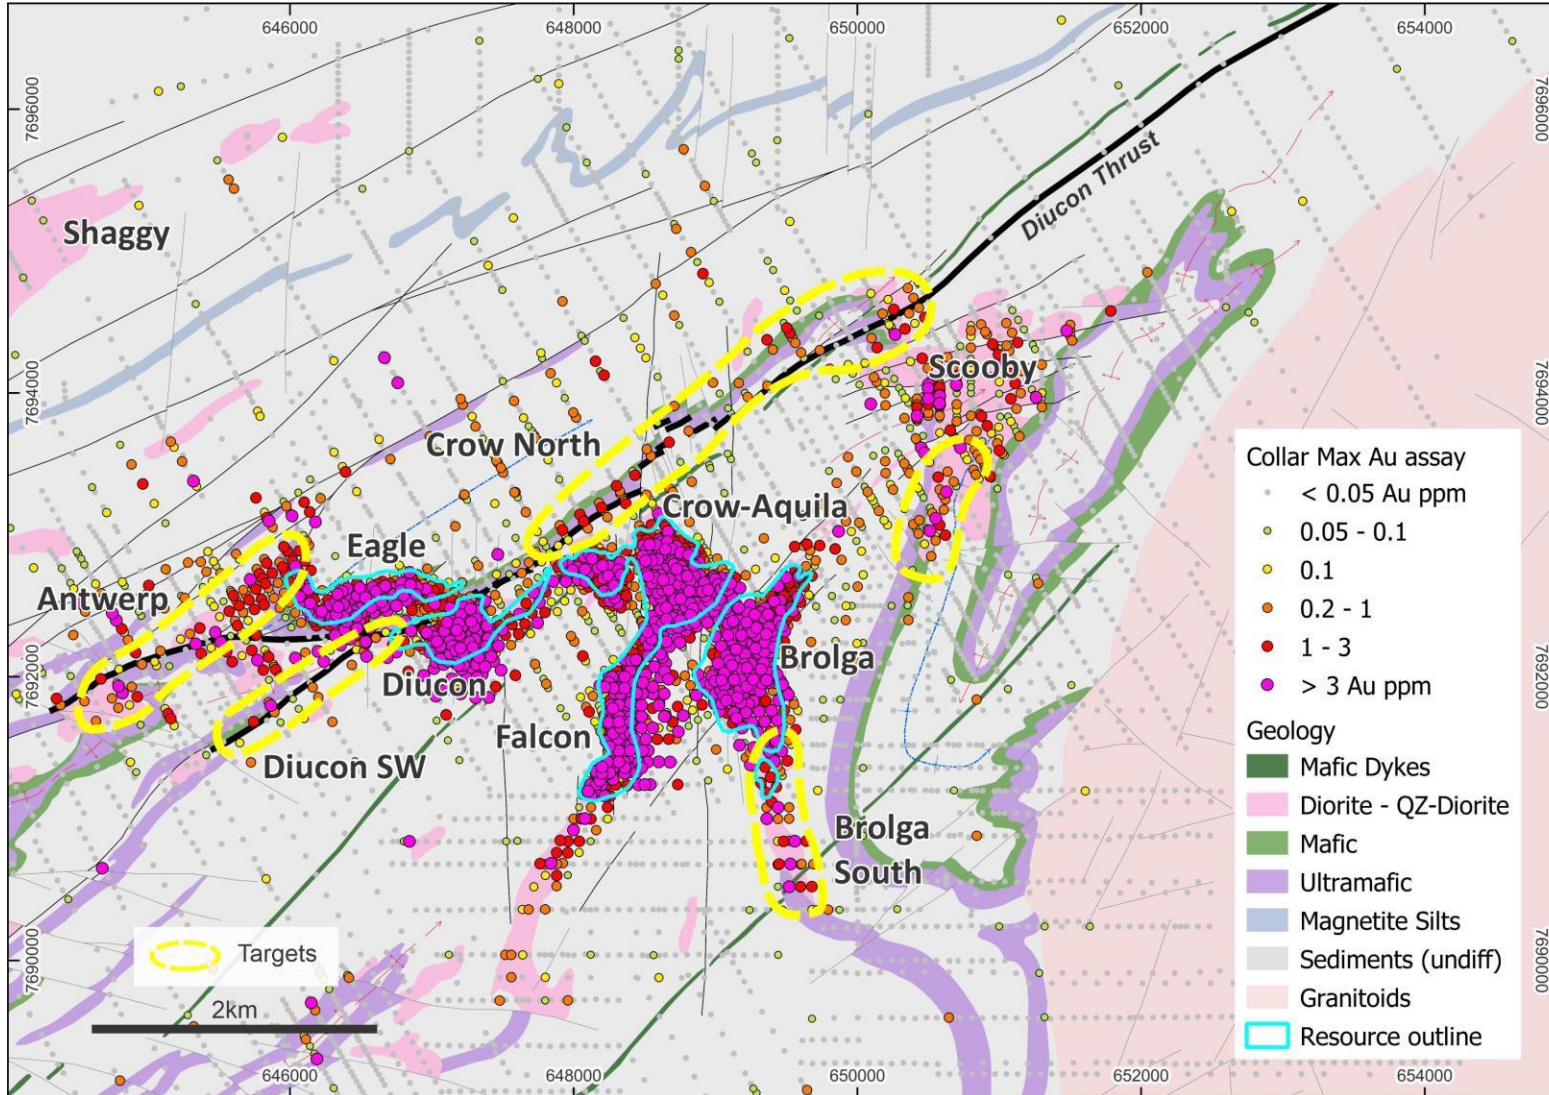 646000
648000
650000
652000
654000
7696000
7696000
Diucon Thrust
Shaggy
Scooby
7694000
7694000
Crow North
Collar Max Au assay
< 0.05 Au ppm
Crow-Aquila
0.05 - 0.1
Eagle
0.1
Antwerp
0.2 - 1
1 - 3
Brolga
Diucon
> 3 Au ppm
7692000
7692000
Falcon
Geology
Diucon SW
Mafic Dykes
Diorite - QZ-Diorite
Brolga
South
Mafic
Ultramafic
Magnetite Silts
Targets
7690000
7690000
Sediments (undiff)
Granitoids
2km
Resource outline
646000
648000
650000
652000
654000